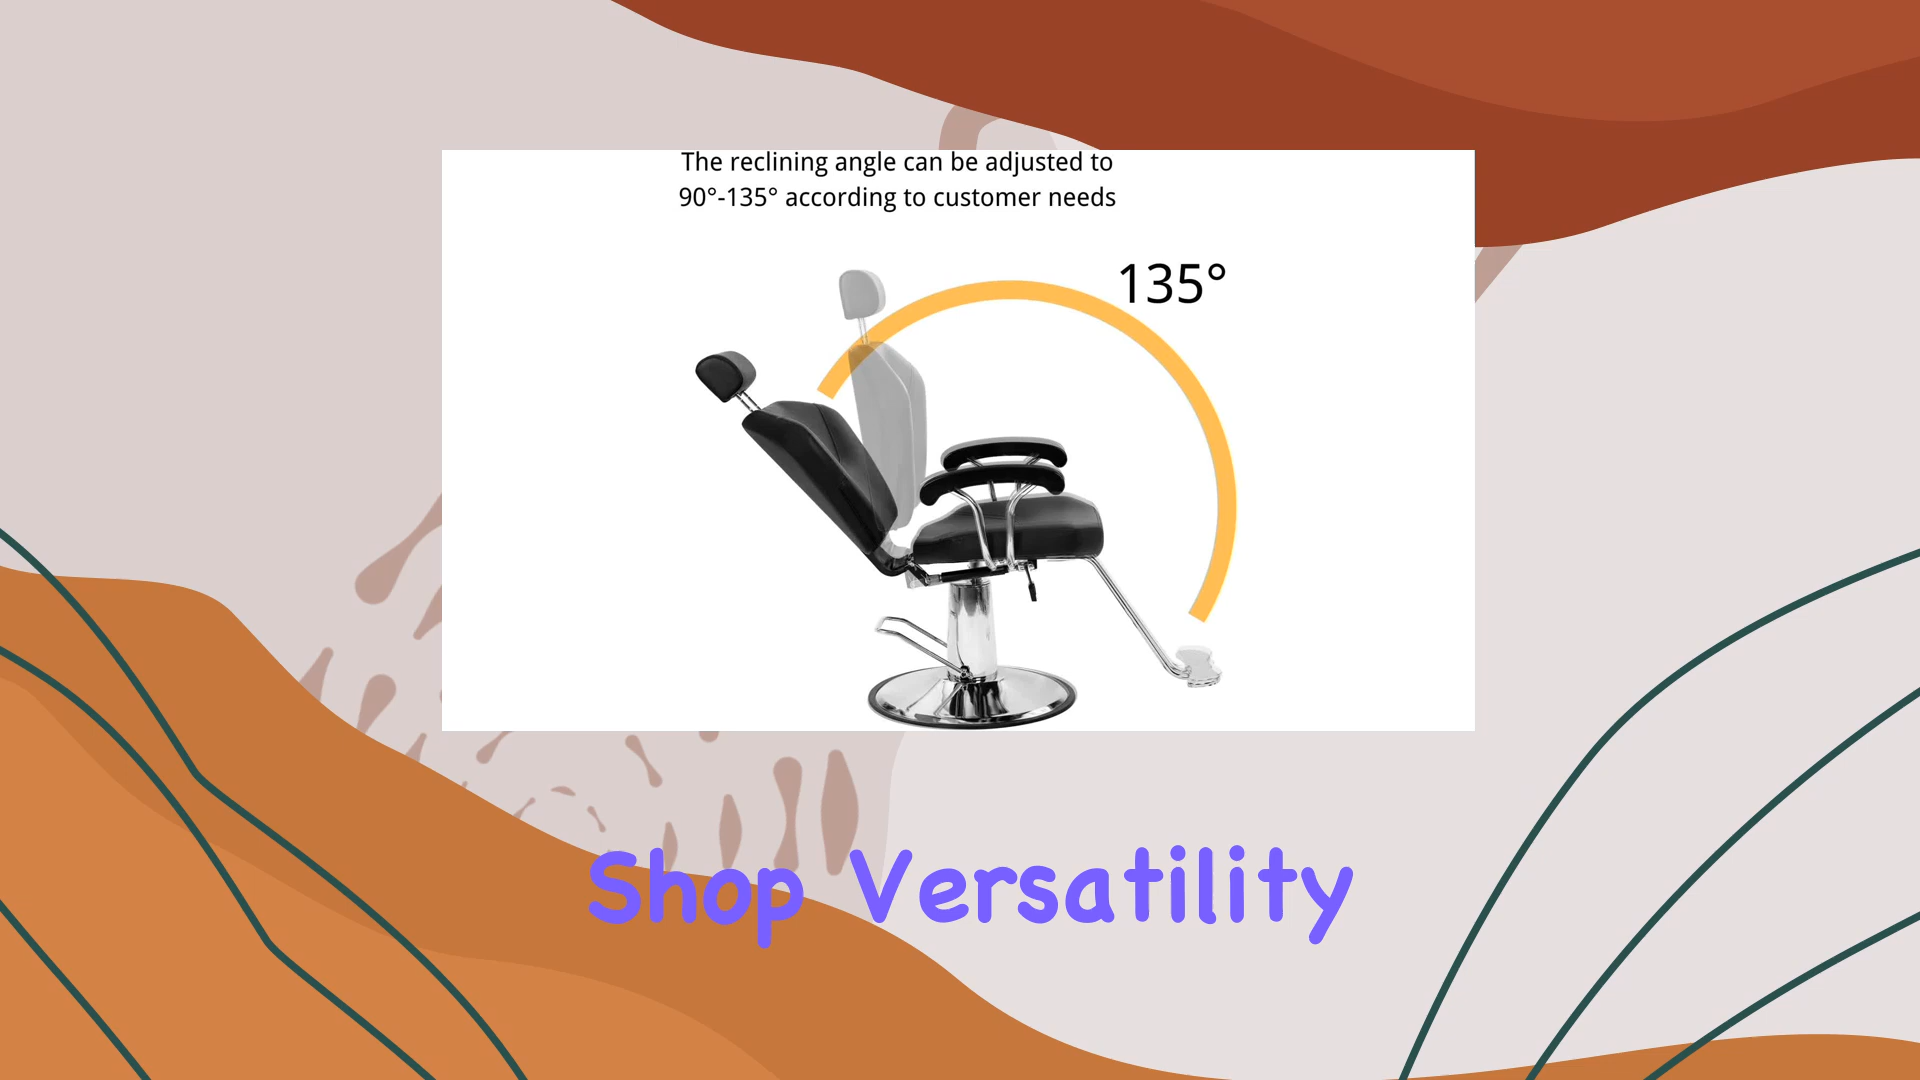 The reclining angle can be adjusted to
90°-135° according to customer needs
135°
Shop Versatility